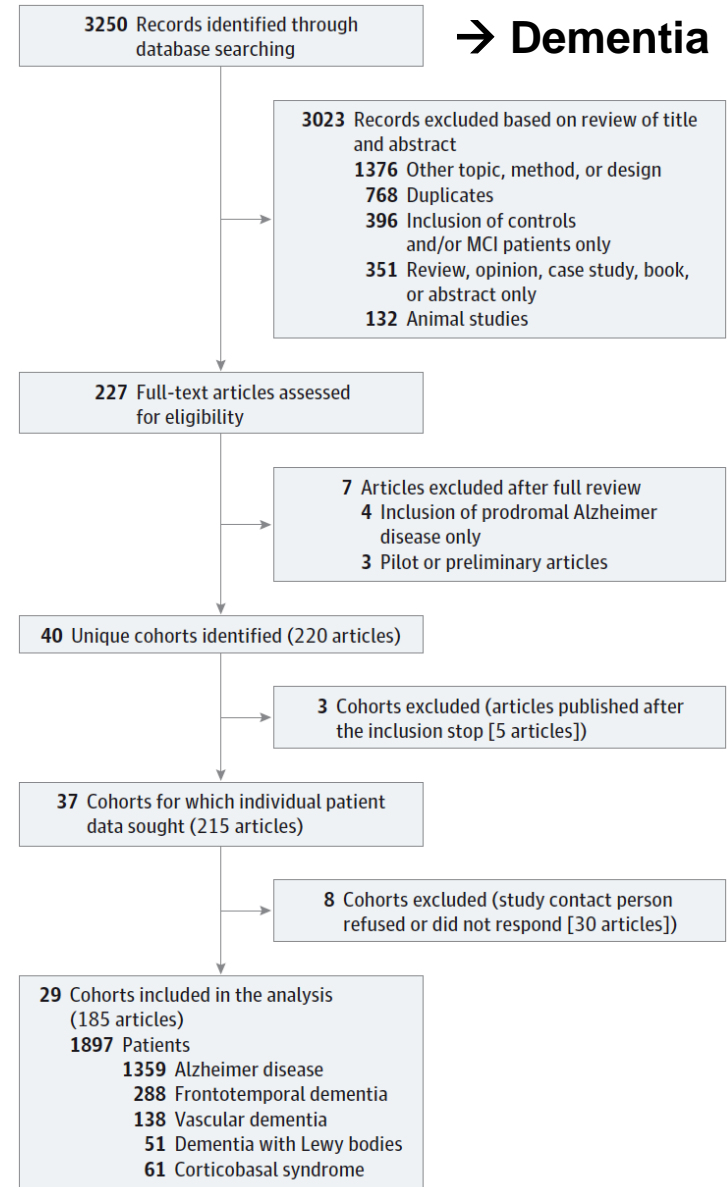 3250 Records identified through
database searching
→ Dementia
3023 Records excluded based on review of title
and abstract
1376 Other topic, method, or design
768 Duplicates
396 Inclusion of controls
and/or MCI patients only
351 Review, opinion, case study, book,
or abstract only
132 Animal studies
227 Full-text articles assessed
for eligibility
7 Articles excluded after full review
4 Inclusion of prodromal Alzheimer
disease only
3 Pilot or preliminary articles
40 Unique cohorts identified (220 articles)
3 Cohorts excluded (articles published after
the inclusion stop [5 articles])
37 Cohorts for which individual patient
data sought (215 articles)
8 Cohorts excluded (study contact person
refused or did not respond [30 articles])
29 Cohorts included in the analysis
(185 articles)
1897 Patients
1359 Alzheimer disease
288 Frontotemporal dementia
138 Vascular dementia
51 Dementia with Lewy bodies
61 Corticobasal syndrome